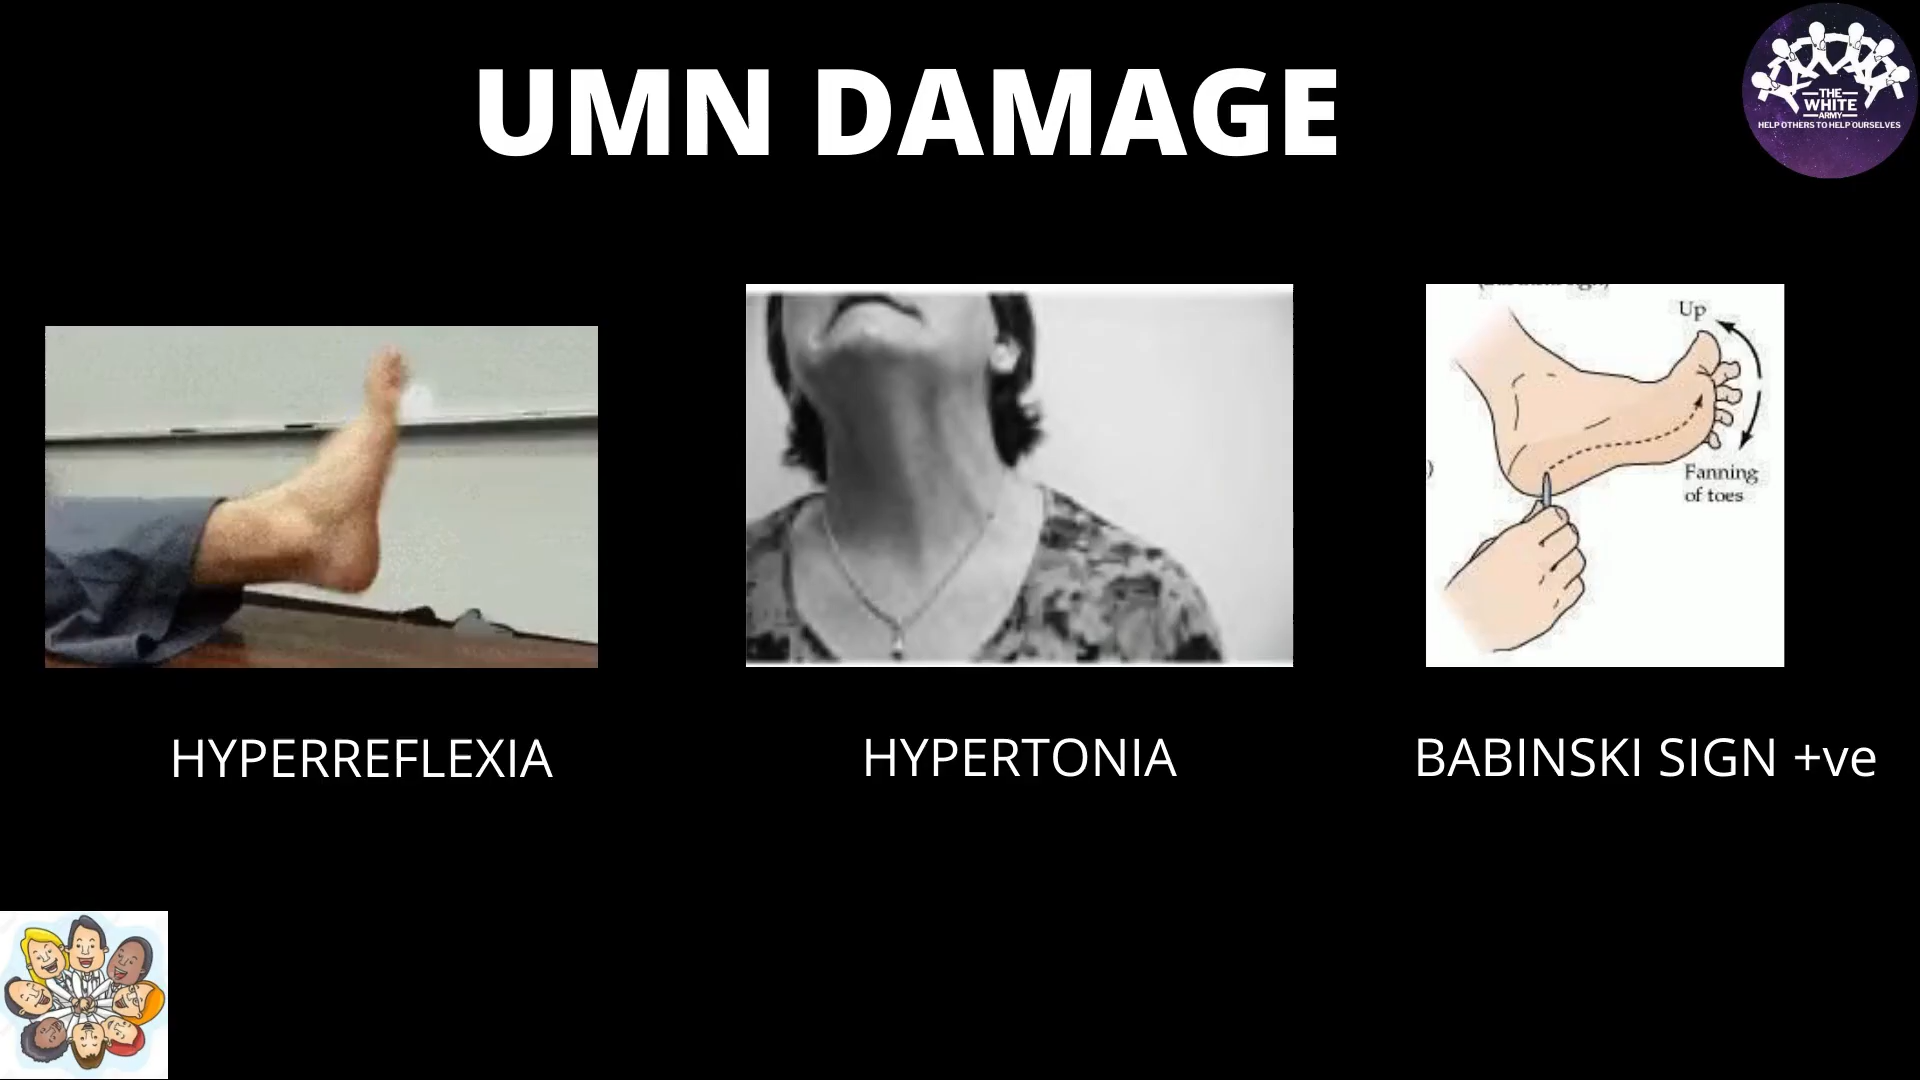 UMN DAMAGE
THE
WHITE
ARMY
HELP OTHERS TO HELP OURSELVES
Up
Fanning
of toes
HYPERREFLEXIA
HYPERTONIA
BABINSKI SIGN +ve